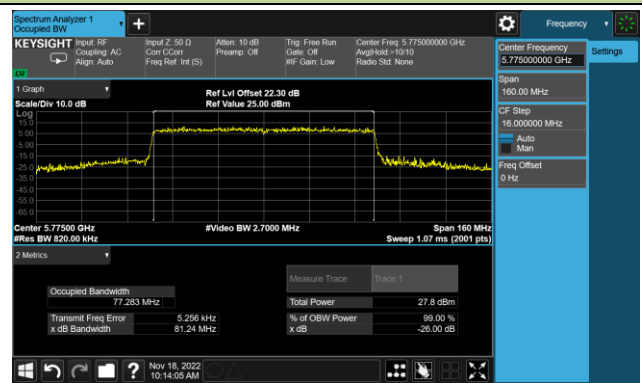 Spectrum Analyzer 1
Occupied BW
Frequency
KEYSIGHT
Input: RF
Coupling: AC
Align: Auto
Input Z: 50 Ω
Corr CCorr
Freq Ref: Int (S)
Atten: 10 dB
Preamp: Off
Trig: Free Run
Gate: Off
#IF Gain: Low
Center Freq: 5.775000000 GHz
Avg|Hold:>10/10
Radio Std: None
Center Frequency
5.775000000 GHz
Settings
Span
160.00 MHz
CF Step
16.000000 MHz
Auto
Man
Freq Offset
0 Hz
1 Graph
Ref Lvl Offset 22.30 dB
Scale/Div 10.0 dB
Ref Value 25.00 dBm
Log
15.0
5.00
-5.00
-15.0
-25.0
-35.0
-45.0
-55.0
-65.0
Center 5.77500 GHz
#Video BW 2.7000 MHz
Span 160 MHz
#Res BW 820.00 kHz
Sweep 1.07 ms (2001 pts)
2 Metrics
Measure Trace
Trace 1
Occupied Bandwidth
77.283 MHz
Total Power
27.8 dBm
Transmit Freq Error
5.256 kHz
% of OBW Power
99.00 %
x dB Bandwidth
81.24 MHz
x dB
-26.00 dB
Nov 18, 2022
10:14:05 AM